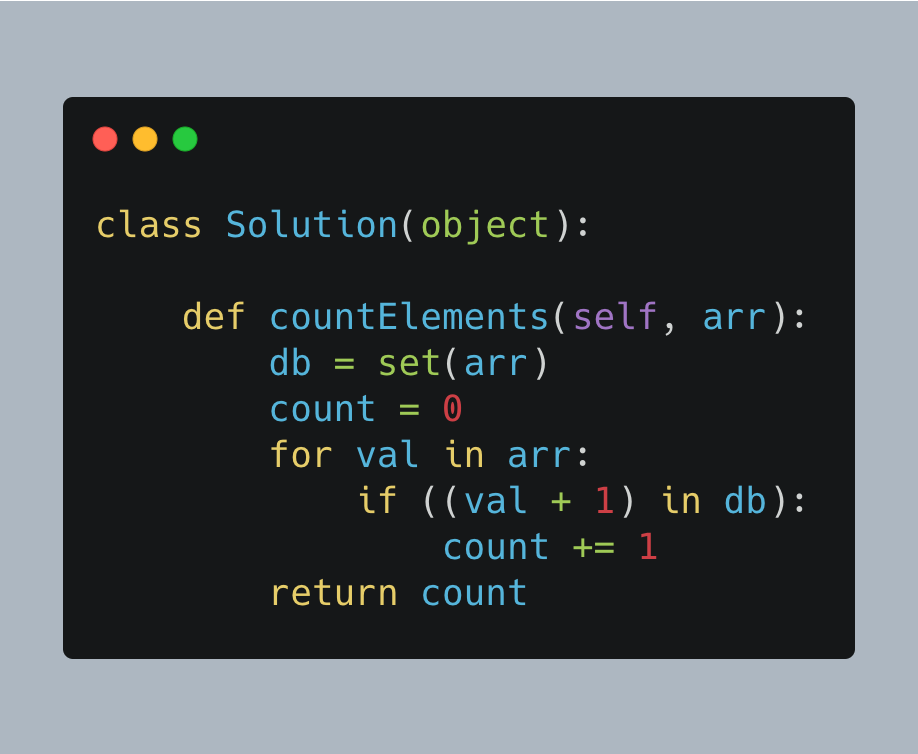 class Solution(object):

    def countElements(self, arr):
        db = set(arr)
        count = 0
        for val in arr:
            if ((val + 1) in db):
                count += 1
        return count